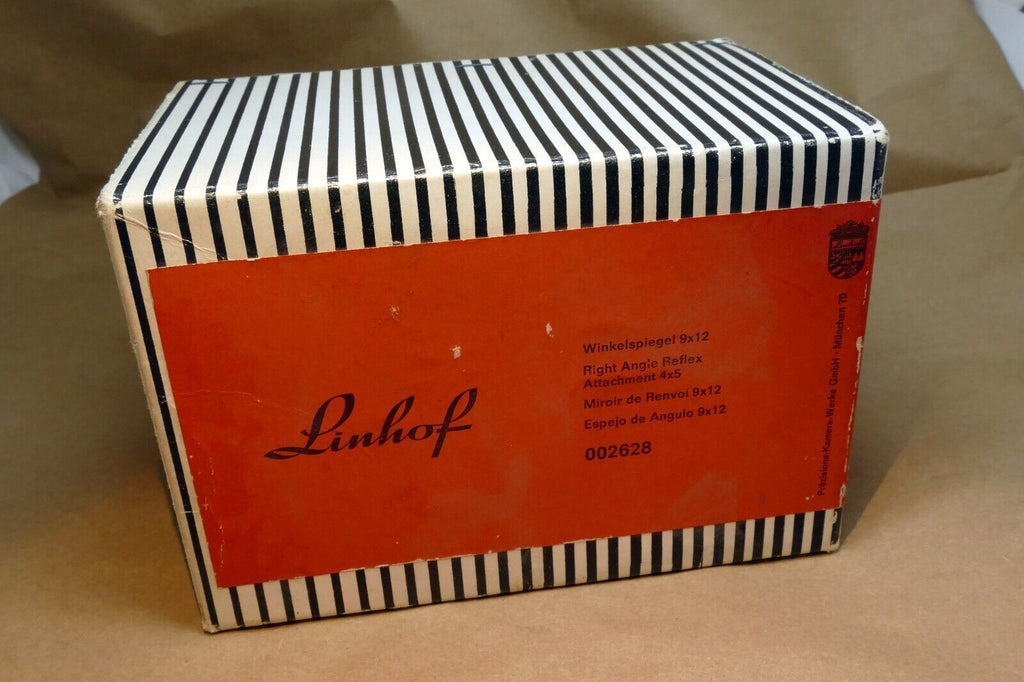 Linhof
Winkelspiegel 9x12
Right Angle Reflex
Attachment 4x5
Miroir de Renvoi 9x12
Espejo de Angulo 9x12
002628
Präzisions-Kamera-Werke GmbH · München 70